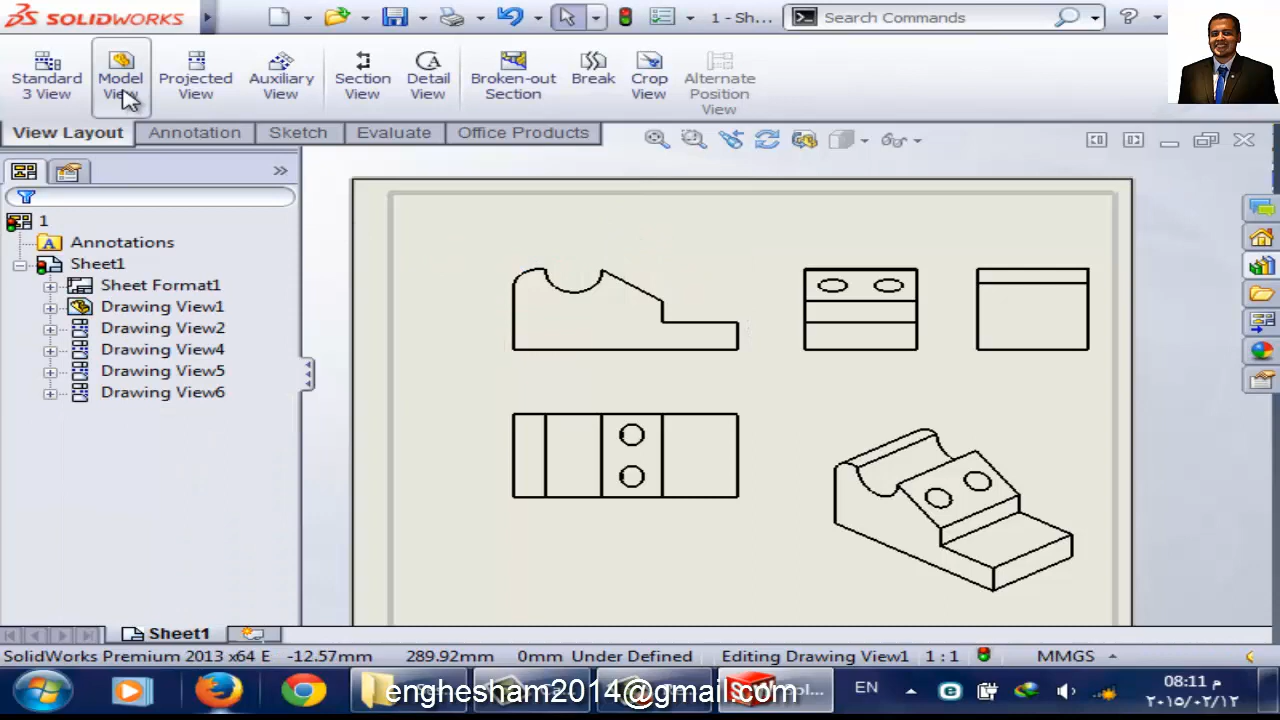 SOLIDWORKS
1 - Sh...
Search Commands
?
Standard
3 View
Model
View
Projected
View
Auxiliary
View
Section
View
Detail
View
Broken-out
Section
Break
Crop
View
Alternate
Position
View
View Layout
Annotation
Sketch
Evaluate
Office Products
1
Annotations
Sheet1
Sheet Format1
Drawing View1
Drawing View2
Drawing View4
Drawing View5
Drawing View6
Sheet1
SolidWorks Premium 2013 x64 E
-12.57mm
289.92mm
0mm
Under Defined
Editing Drawing View1
1 : 1
MMGS
enghesham2014@gmail.com
EN
08:11 م
٢٠١٥/٠٢/١٢